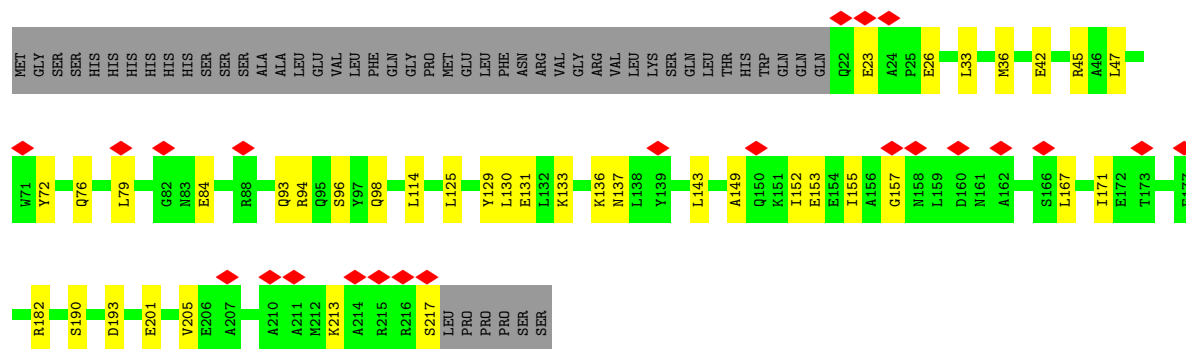 MET GLY SER SER HIS HIS HIS HIS HIS HIS SER SER SER ALA ALA LEU GLU VAL LEU PHE GLN GLY PRO MET GLU LEU PHE ASN ARG VAL GLY ARG VAL LEU LYS SER GLN LEU THR HIS TRP GLN GLN GLN Q22 E23 A24 P25 E26 L33 M36 E42 R45 A46 L47
W71 Y72 Q76 L79 G82 N83 E84 R88 Q93 R94 Q95 S96 Y97 Q98 L114 L125 Y129 L130 E131 L132 K133 K136 N137 L138 Y139 L143 A149 Q150 K151 I152 E153 E154 I155 A156 G157 N158 L159 D160 N161 A162 S166 L167 I171 E172 T173
R182 S190 D193 E201 V205 E206 A207 A210 A211 M212 K213 A214 R215 R216 S217 LEU PRO PRO PRO SER SER